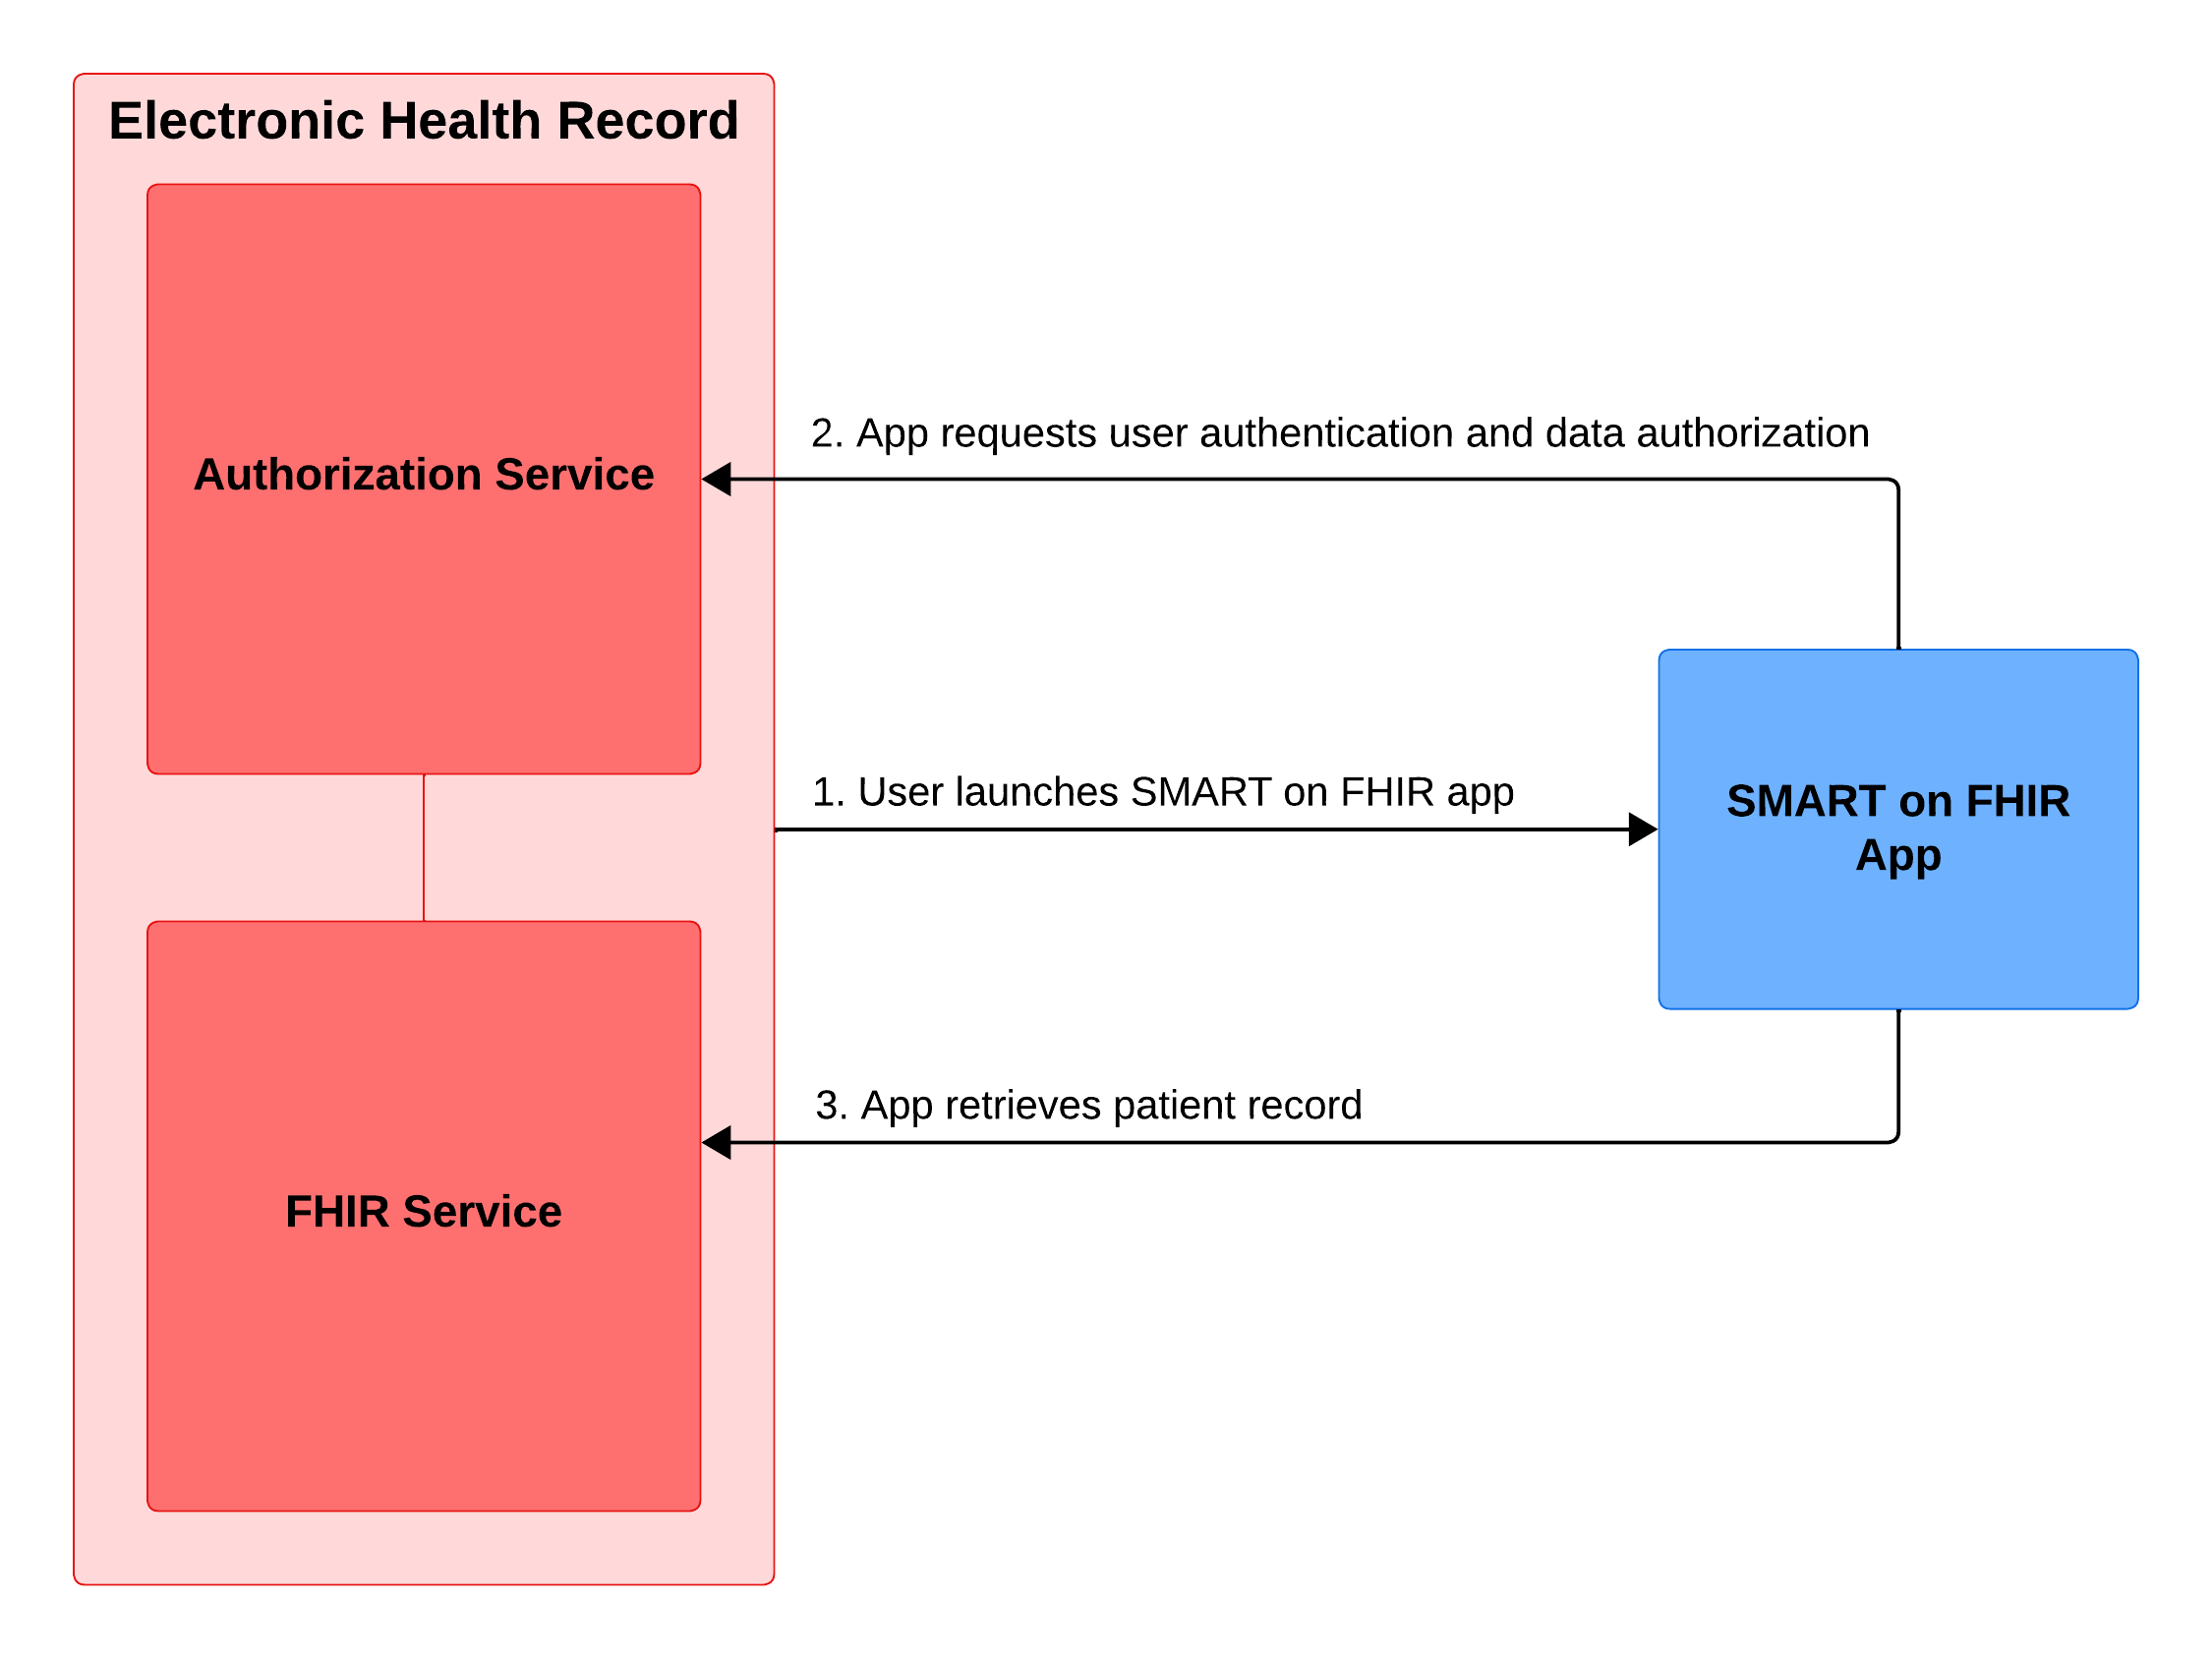 Electronic Health Record
Authorization Service
2. App requests user authentication and data authorization
1. User launches SMART on FHIR app
SMART on FHIR
App
3. App retrieves patient record
FHIR Service